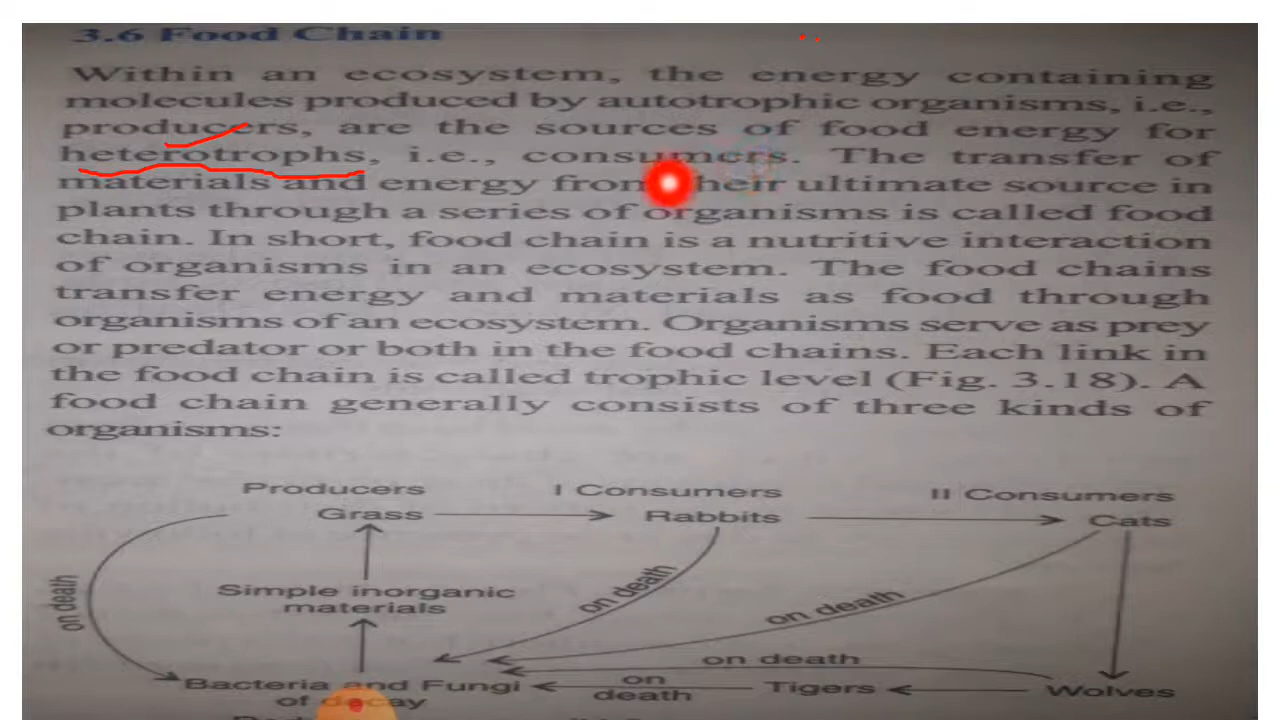 3.6 Food Chain
Within an ecosystem, the energy containing
molecules produced by autotrophic organisms, i.e.,
producers, are the sources of food energy for
heterotrophs, i.e., consumers. The transfer of
materials and energy from their ultimate source in
plants through a series of organisms is called food
chain. In short, food chain is a nutritive interaction
of organisms in an ecosystem. The food chains
transfer energy and materials as food through
organisms of an ecosystem. Organisms serve as prey
or predator or both in the food chains. Each link in
the food chain is called trophic level (Fig. 3.18). A
food chain generally consists of three kinds of
organisms:
Producers I Consumers II Consumers
Grass Rabbits Cats
on death
Simple inorganic
materials
on death
on death
on death
Bacteria and Fungi
of decay
on
death
Tigers
Wolves